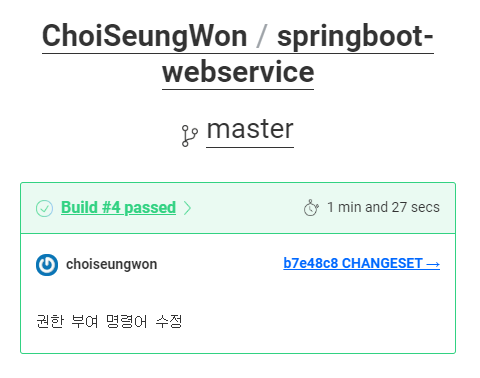 ChoiSeungWon / springboot-
webservice
master
Build #4 passed
1 min and 27 secs
choiseungwon
b7e48c8 CHANGESET →
권한 부여 명령어 수정